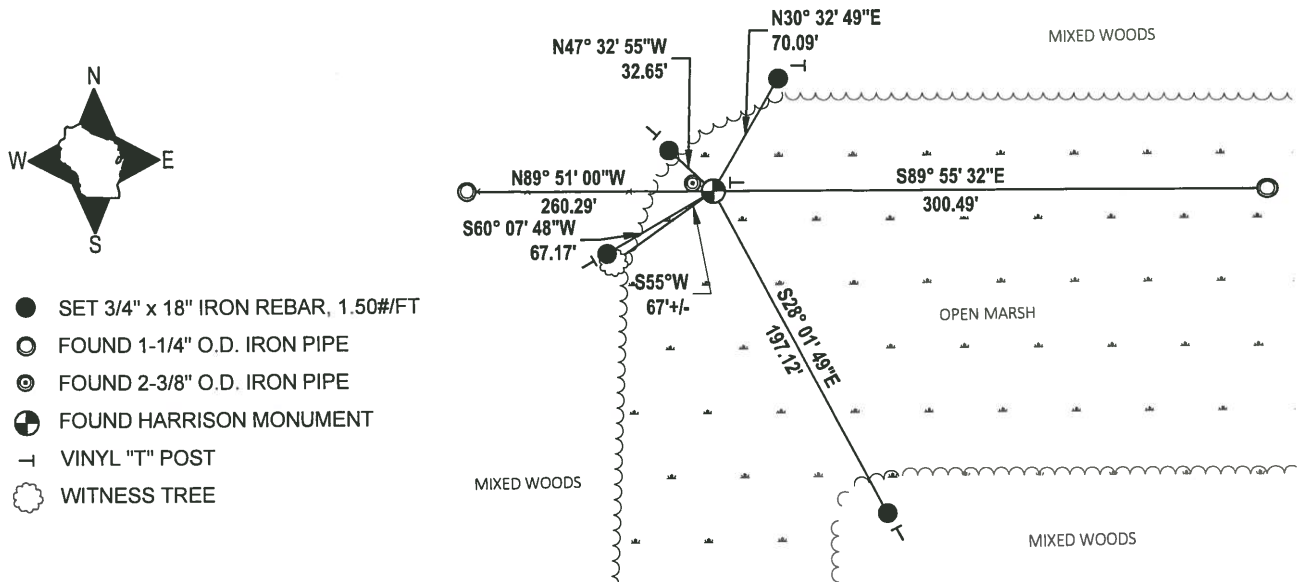 N30° 32' 49"E
70.09'
MIXED WOODS
N47° 32' 55"W
32.65'
N
W
E
S
N89° 51' 00"W
260.29'
S89° 55' 32"E
300.49'
S60° 07' 48"W
67.17'
S55°W
67'+/-
S28° 01' 49"E
197.12'
OPEN MARSH
SET 3/4" x 18" IRON REBAR, 1.50#/FT
FOUND 1-1/4" O.D. IRON PIPE
FOUND 2-3/8" O.D. IRON PIPE
FOUND HARRISON MONUMENT
VINYL "T" POST
WITNESS TREE
MIXED WOODS
MIXED WOODS